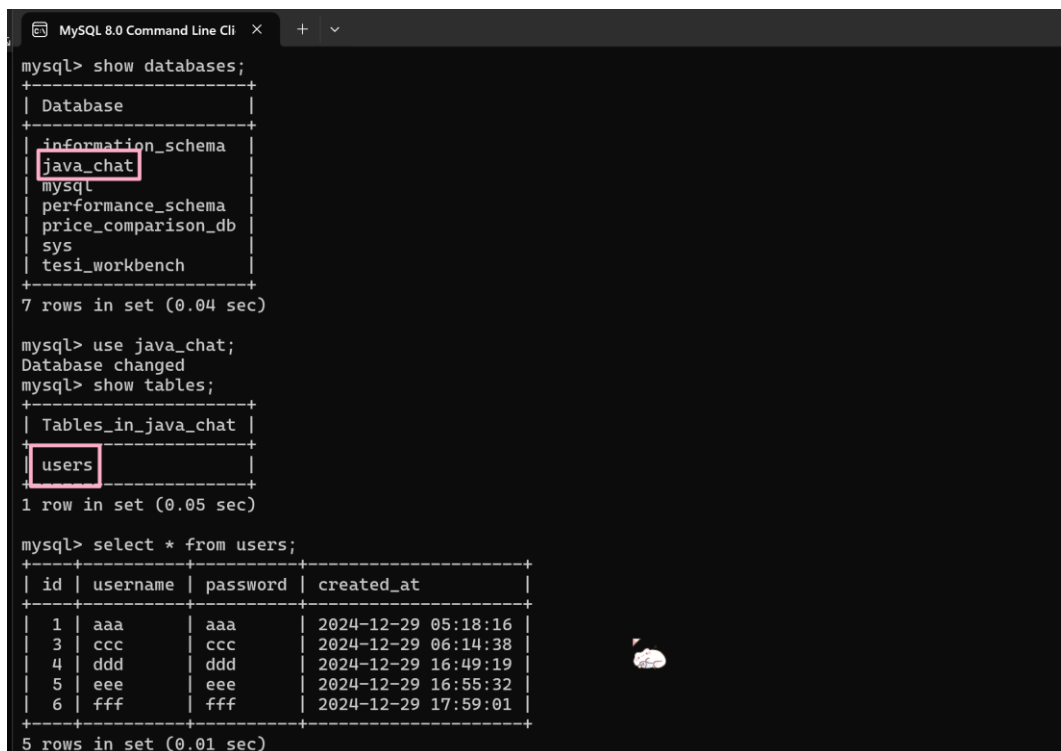 MySQL 8.0 Command Line Cli
mysql> show databases;
+---------------------+
| Database            |
+---------------------+
| information_schema  |
| java_chat           |
| mysql               |
| performance_schema  |
| price_comparison_db |
| sys                 |
| tesi_workbench      |
+---------------------+
7 rows in set (0.04 sec)
mysql> use java_chat;
Database changed
mysql> show tables;
+---------------------+
| Tables_in_java_chat |
+---------------------+
| users               |
+---------------------+
1 row in set (0.05 sec)
mysql> select * from users;
+----+----------+----------+---------------------+
| id | username | password | created_at          |
+----+----------+----------+---------------------+
|  1 | aaa      | aaa      | 2024-12-29 05:18:16 |
|  3 | ccc      | ccc      | 2024-12-29 06:14:38 |
|  4 | ddd      | ddd      | 2024-12-29 16:49:19 |
|  5 | eee      | eee      | 2024-12-29 16:55:32 |
|  6 | fff      | fff      | 2024-12-29 17:59:01 |
+----+----------+----------+---------------------+
5 rows in set (0.01 sec)